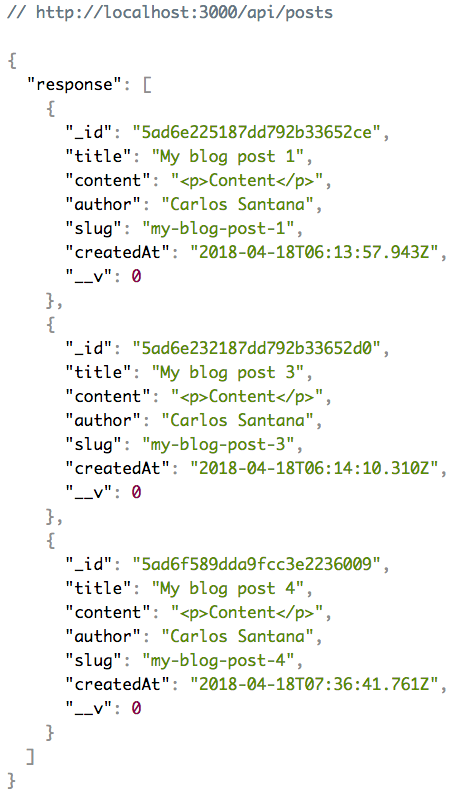 // http://localhost:3000/api/posts
{
"response": [
{
"_id": "5ad6e225187dd792b33652ce",
"title": "My blog post 1",
"content": "<p>Content</p>",
"author": "Carlos Santana",
"slug": "my-blog-post-1",
"createdAt": "2018-04-18T06:13:57.943Z",
"__v": 0
},
{
"_id": "5ad6e232187dd792b33652d0",
"title": "My blog post 3",
"content": "<p>Content</p>",
"author": "Carlos Santana",
"slug": "my-blog-post-3",
"createdAt": "2018-04-18T06:14:10.310Z",
"__v": 0
},
{
"_id": "5ad6f589dda9fcc3e2236009",
"title": "My blog post 4",
"content": "<p>Content</p>",
"author": "Carlos Santana",
"slug": "my-blog-post-4",
"createdAt": "2018-04-18T07:36:41.761Z",
"__v": 0
}
]
}